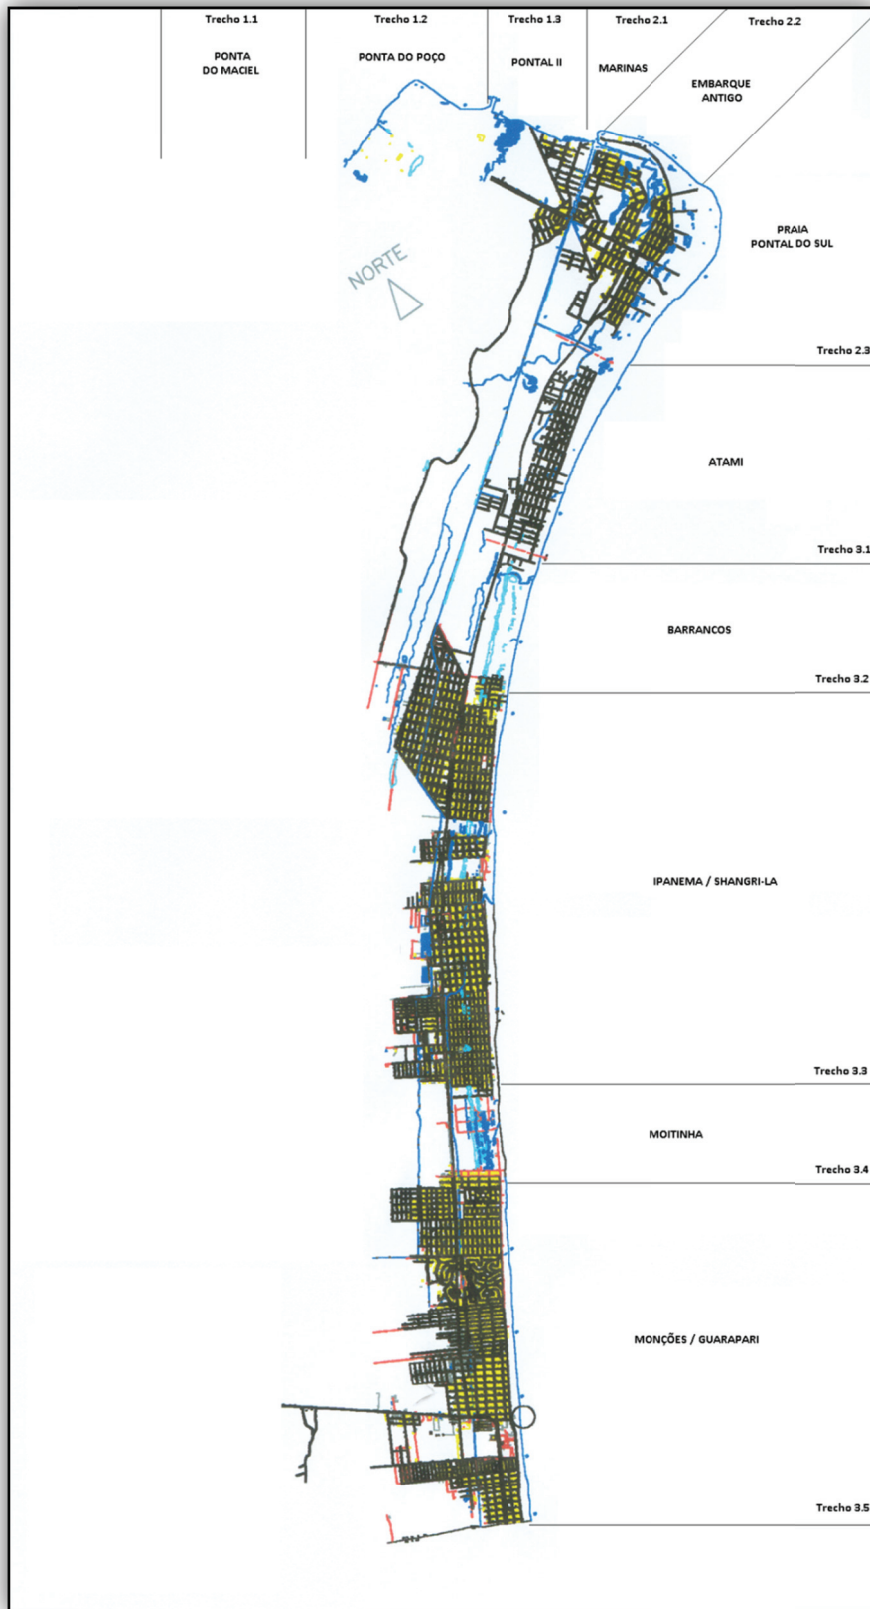 Trecho 1.1
Trecho 1.2
Trecho 1.3
Trecho 2.1
Trecho 2.2
PONTA
DO MACIEL
PONTA DO POÇO
PONTAL II
MARINAS
EMBARQUE
ANTIGO
PRAIA
PONTAL DO SUL
NORTE
Trecho 2.3
ATAMI
Trecho 3.1
BARRANCOS
Trecho 3.2
IPANEMA / SHANGRI-LA
Trecho 3.3
MOITINHA
Trecho 3.4
MONÇÕES / GUARAPARI
Trecho 3.5